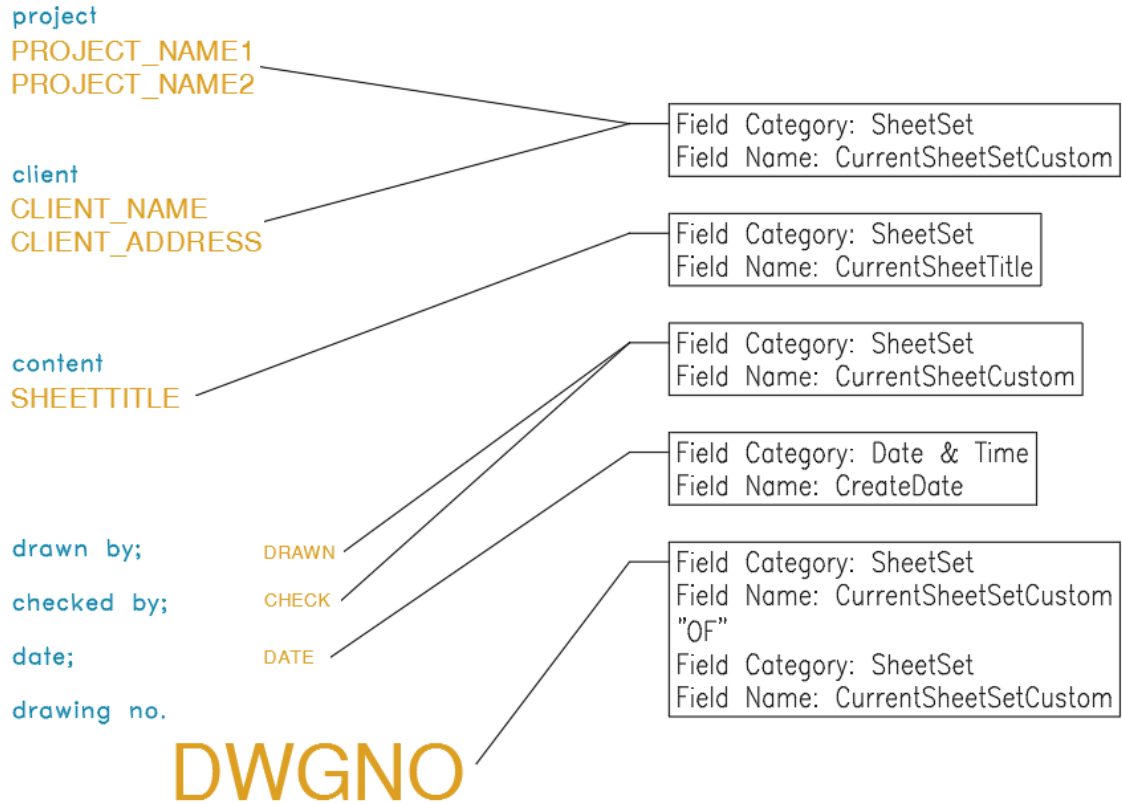 project
PROJECT_NAME1
PROJECT_NAME2
client
CLIENT_NAME
CLIENT_ADDRESS
content
SHEETTITLE
drawn by;
DRAWN
checked by;
CHECK
date;
DATE
drawing no.
DWGNO
Field Category: SheetSet
Field Name: CurrentSheetSetCustom
Field Category: SheetSet
Field Name: CurrentSheetTitle
Field Category: SheetSet
Field Name: CurrentSheetCustom
Field Category: Date & Time
Field Name: CreateDate
Field Category: SheetSet
Field Name: CurrentSheetSetCustom
"OF"
Field Category: SheetSet
Field Name: CurrentSheetSetCustom